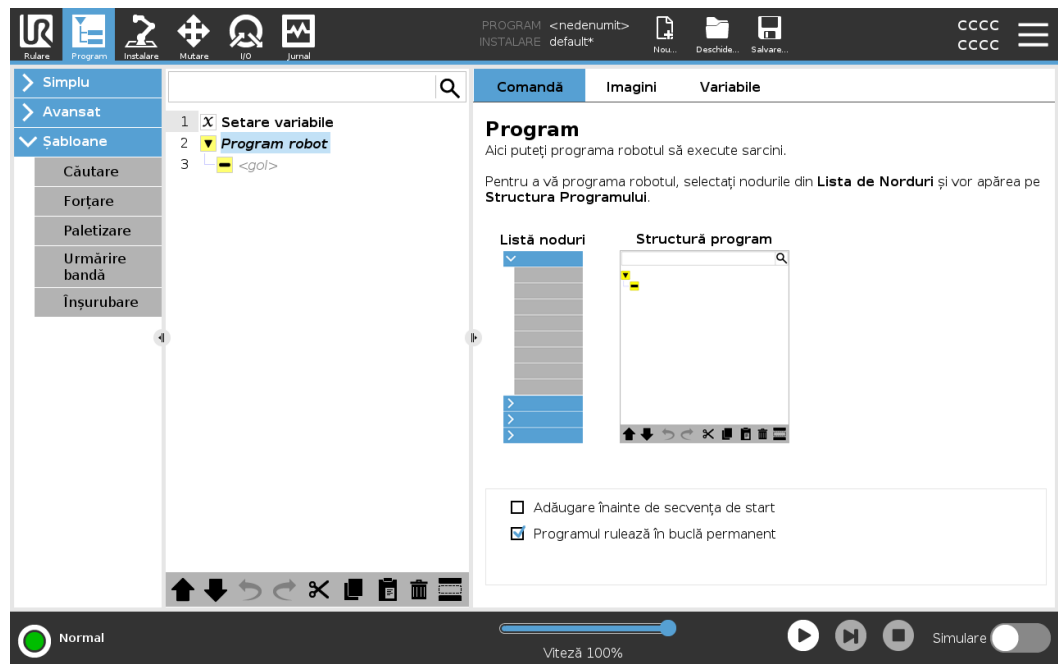 UR
Rulare
Program
Instalare
Mutare
I/O
Jurnal
PROGRAM <nedenumit>
INSTALARE default*
Nou...
Deschide...
Salvare...
cccc
cccc
Simplu
Avansat
Șabloane
Căutare
Forțare
Paletizare
Urmărire
bandă
Înșurubare
1 X Setare variabile
2 Program robot
3 <gol>
Comandă
Imagini
Variabile
Program
Aici puteți programa robotul să execute sarcini.
Pentru a vă programa robotul, selectați nodurile din Lista de Norduri și vor apărea pe
Structura Programului.
Listă noduri
Structură program
Adăugare înainte de secvența de start
Programul rulează în buclă permanent
Normal
Viteză 100%
Simulare